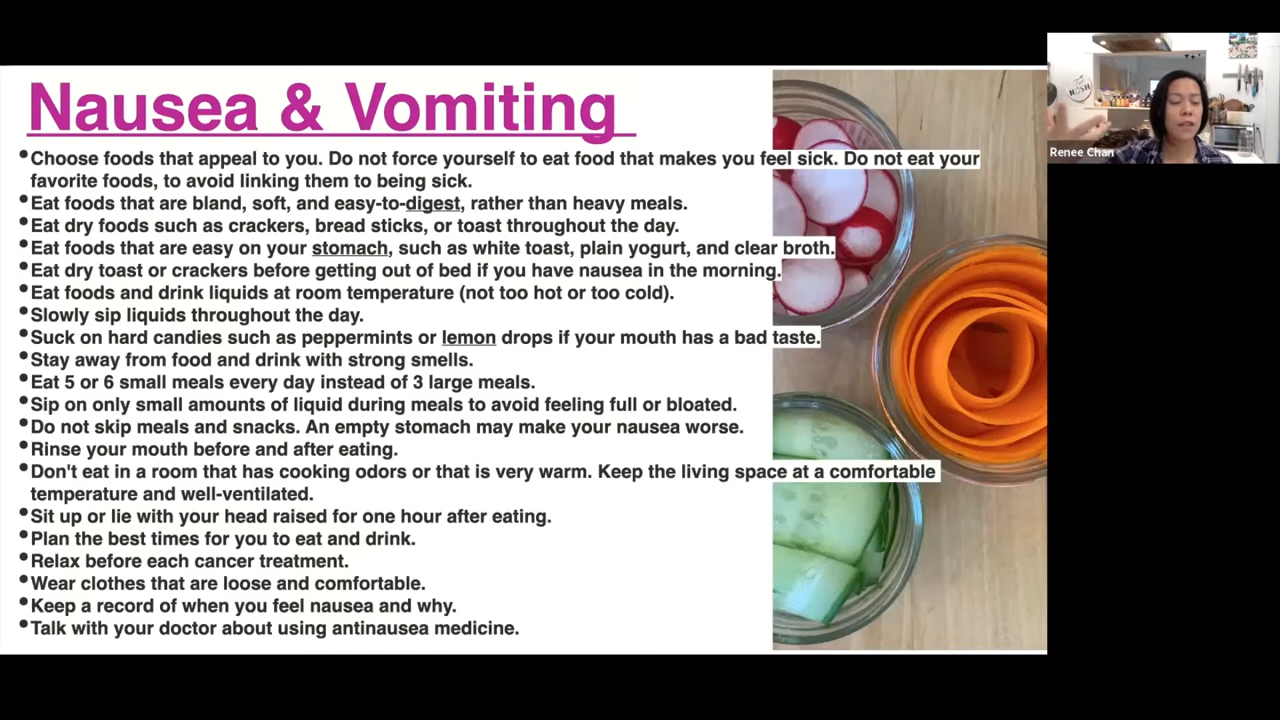 Nausea & Vomiting
•Choose foods that appeal to you. Do not force yourself to eat food that makes you feel sick. Do not eat your
favorite foods, to avoid linking them to being sick.
•Eat foods that are bland, soft, and easy-to-digest, rather than heavy meals.
•Eat dry foods such as crackers, bread sticks, or toast throughout the day.
•Eat foods that are easy on your stomach, such as white toast, plain yogurt, and clear broth.
•Eat dry toast or crackers before getting out of bed if you have nausea in the morning.
•Eat foods and drink liquids at room temperature (not too hot or too cold).
•Slowly sip liquids throughout the day.
•Suck on hard candies such as peppermints or lemon drops if your mouth has a bad taste.
•Stay away from food and drink with strong smells.
•Eat 5 or 6 small meals every day instead of 3 large meals.
•Sip on only small amounts of liquid during meals to avoid feeling full or bloated.
•Do not skip meals and snacks. An empty stomach may make your nausea worse.
•Rinse your mouth before and after eating.
•Don't eat in a room that has cooking odors or that is very warm. Keep the living space at a comfortable
temperature and well-ventilated.
•Sit up or lie with your head raised for one hour after eating.
•Plan the best times for you to eat and drink.
•Relax before each cancer treatment.
•Wear clothes that are loose and comfortable.
•Keep a record of when you feel nausea and why.
•Talk with your doctor about using antinausea medicine.
Renee Chan